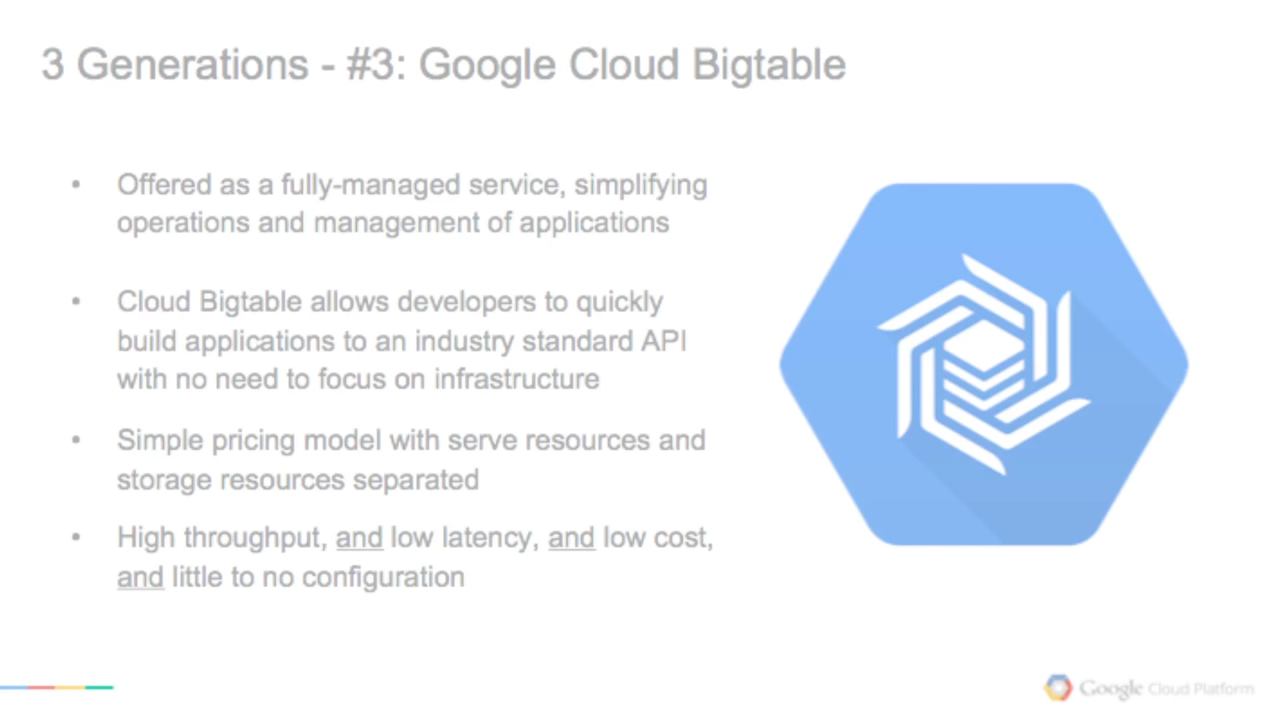 3 Generations - #3: Google Cloud Bigtable
• Offered as a fully-managed service, simplifying
operations and management of applications
• Cloud Bigtable allows developers to quickly
build applications to an industry standard API
with no need to focus on infrastructure
• Simple pricing model with serve resources and
storage resources separated
• High throughput, and low latency, and low cost,
and little to no configuration
Google Cloud Platform